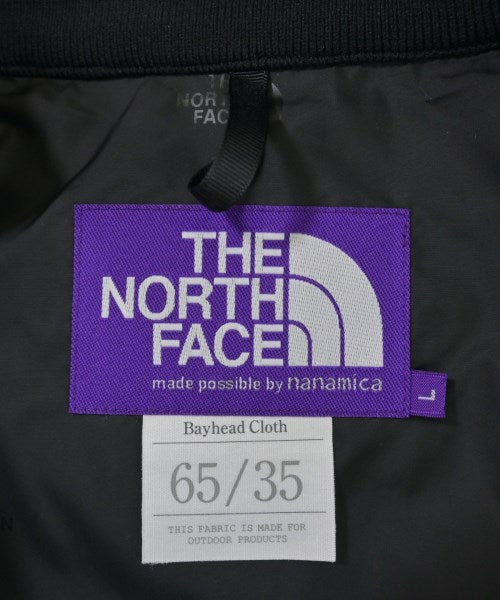 NORTH
FACE
THE
NORTH
FACE
made possible by nanamica
L
Bayhead Cloth
65/35
THIS FABRIC IS MADE FOR
OUTDOOR PRODUCTS